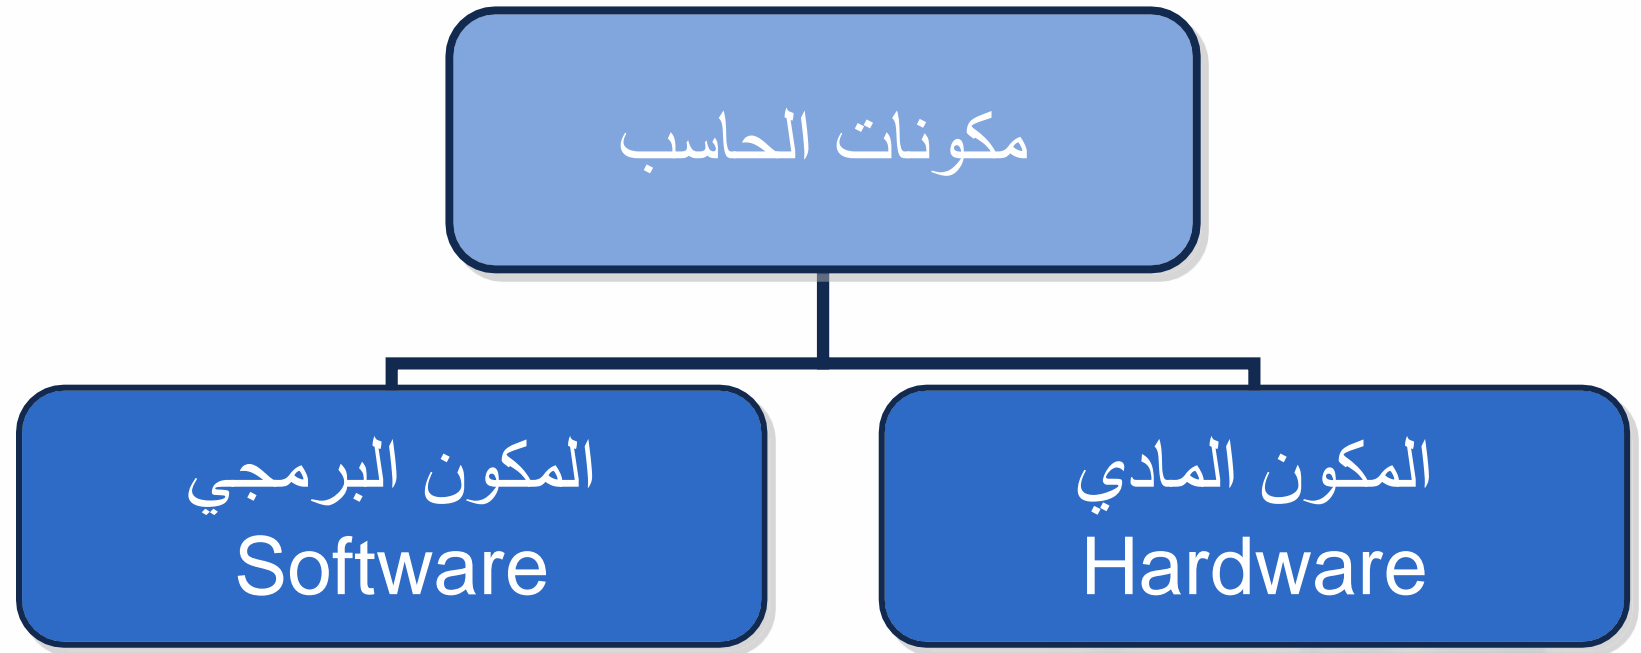 مكونات الحاسب
المكون المادي
Hardware
المكون البرمجي
Software